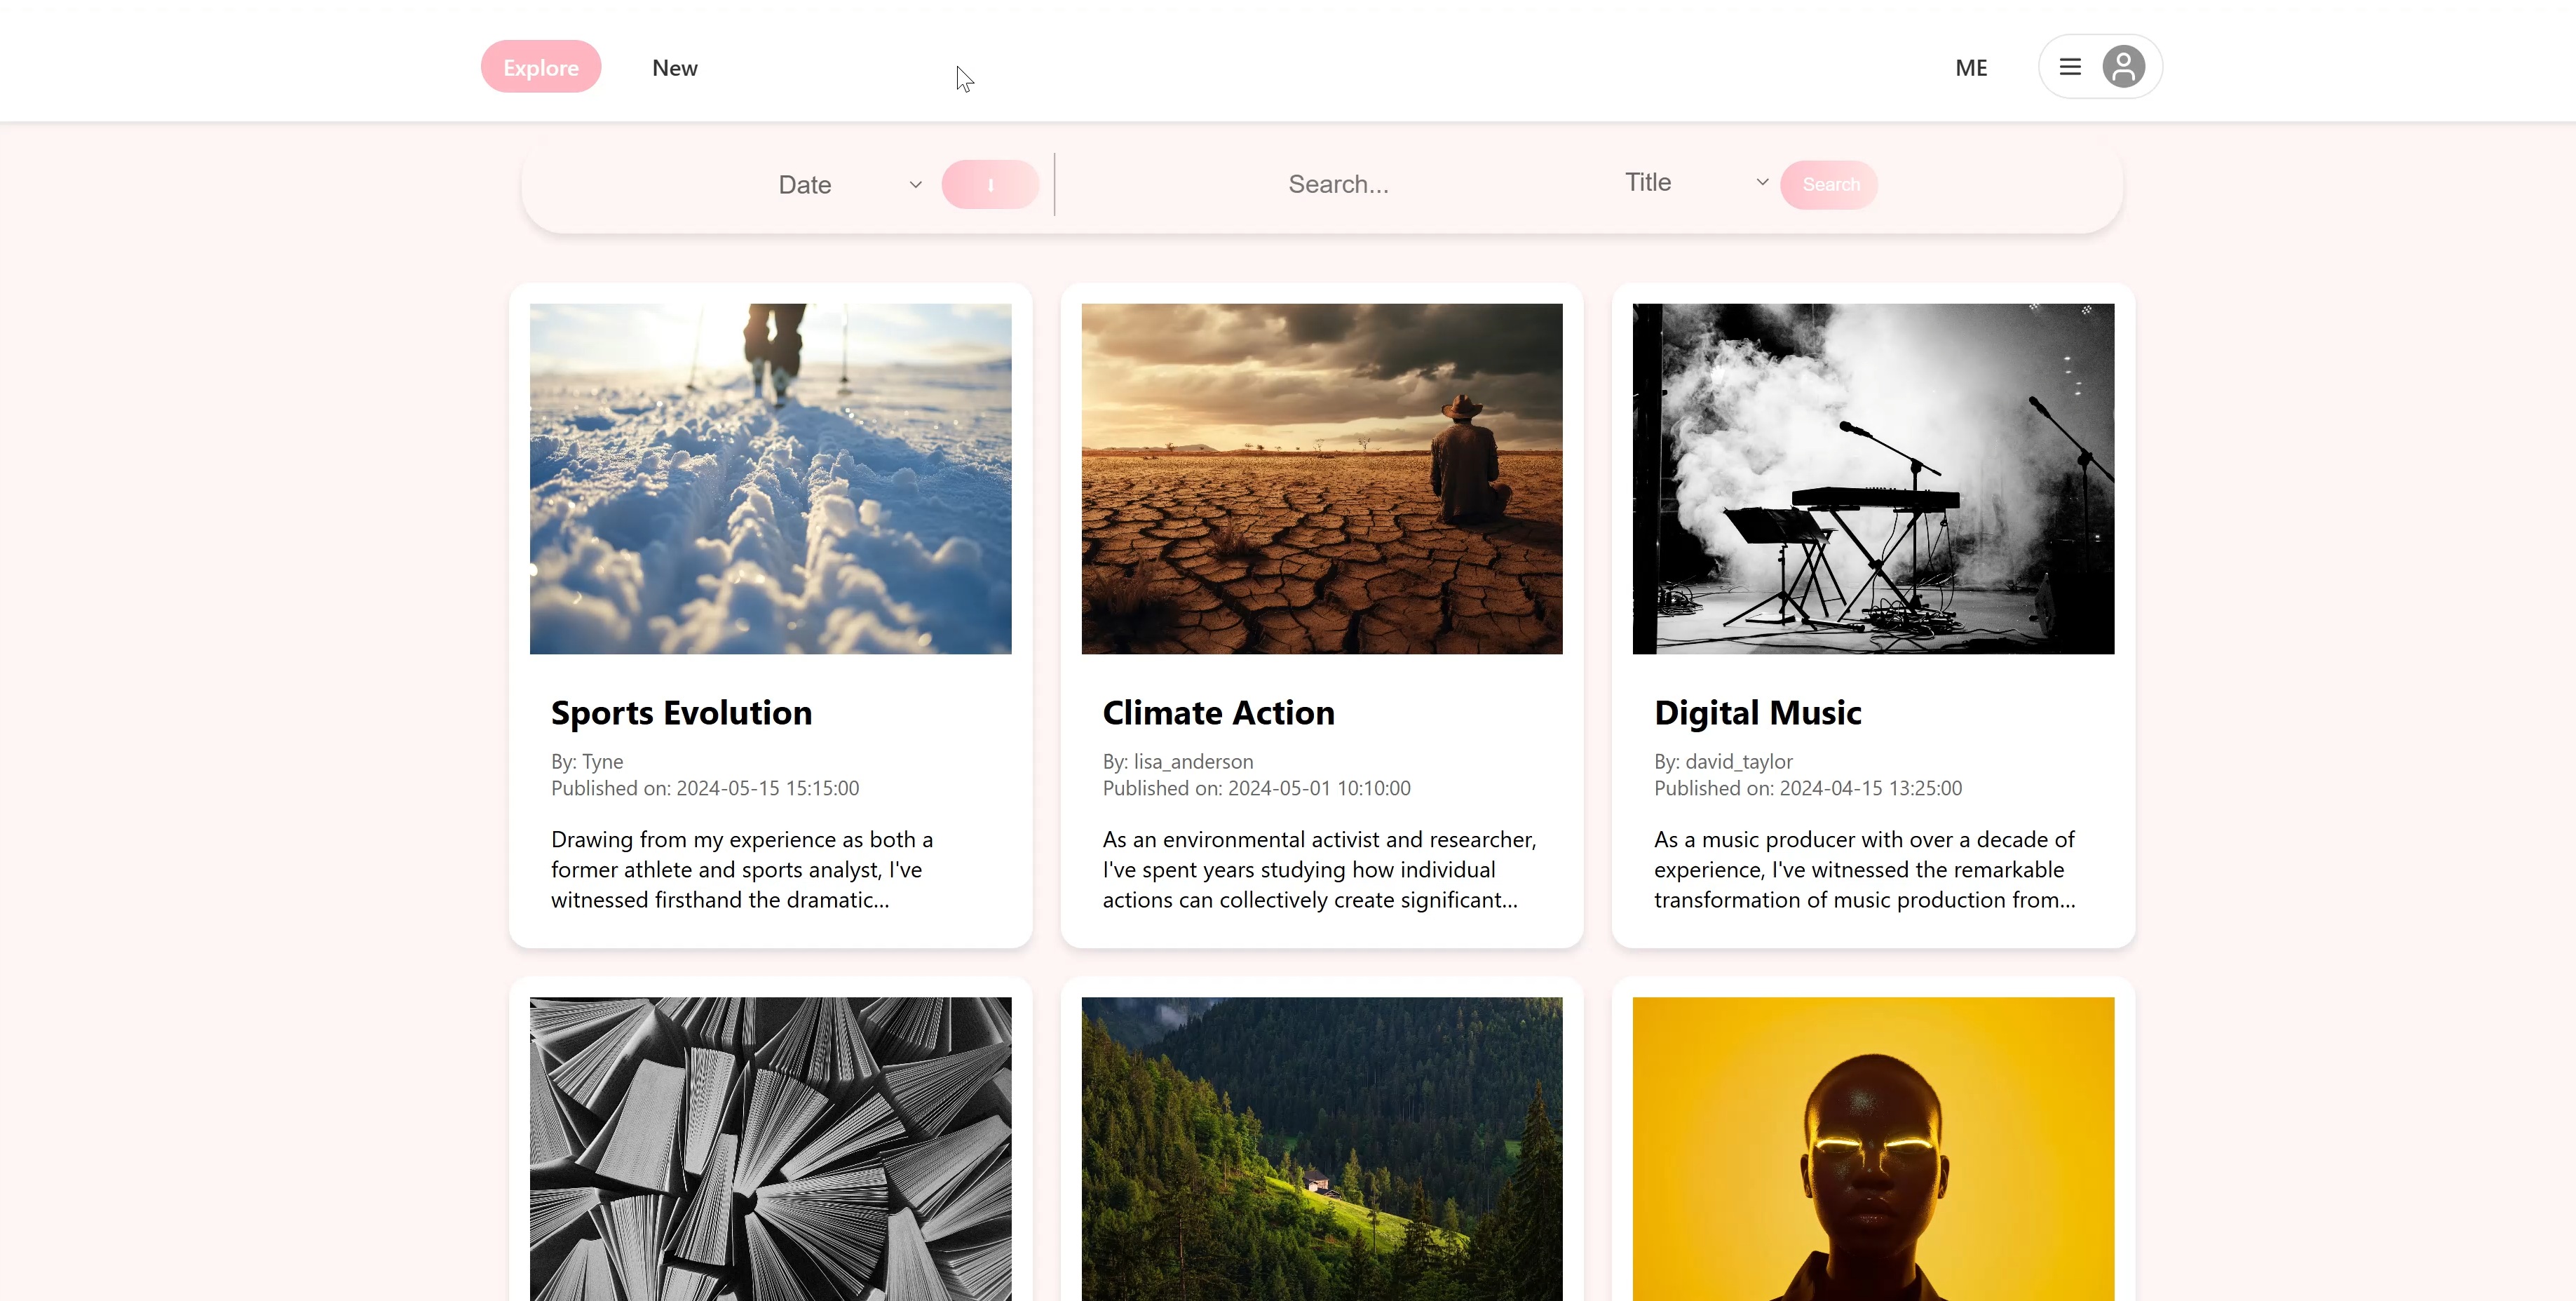 Explore
New
ME
Date
Search...
Title
Search
Sports Evolution
By: Tyne
Published on: 2024-05-15 15:15:00
Drawing from my experience as both a
former athlete and sports analyst, I've
witnessed firsthand the dramatic...
Climate Action
By: lisa_anderson
Published on: 2024-05-01 10:10:00
As an environmental activist and researcher,
I've spent years studying how individual
actions can collectively create significant...
Digital Music
By: david_taylor
Published on: 2024-04-15 13:25:00
As a music producer with over a decade of
experience, I've witnessed the remarkable
transformation of music production from...